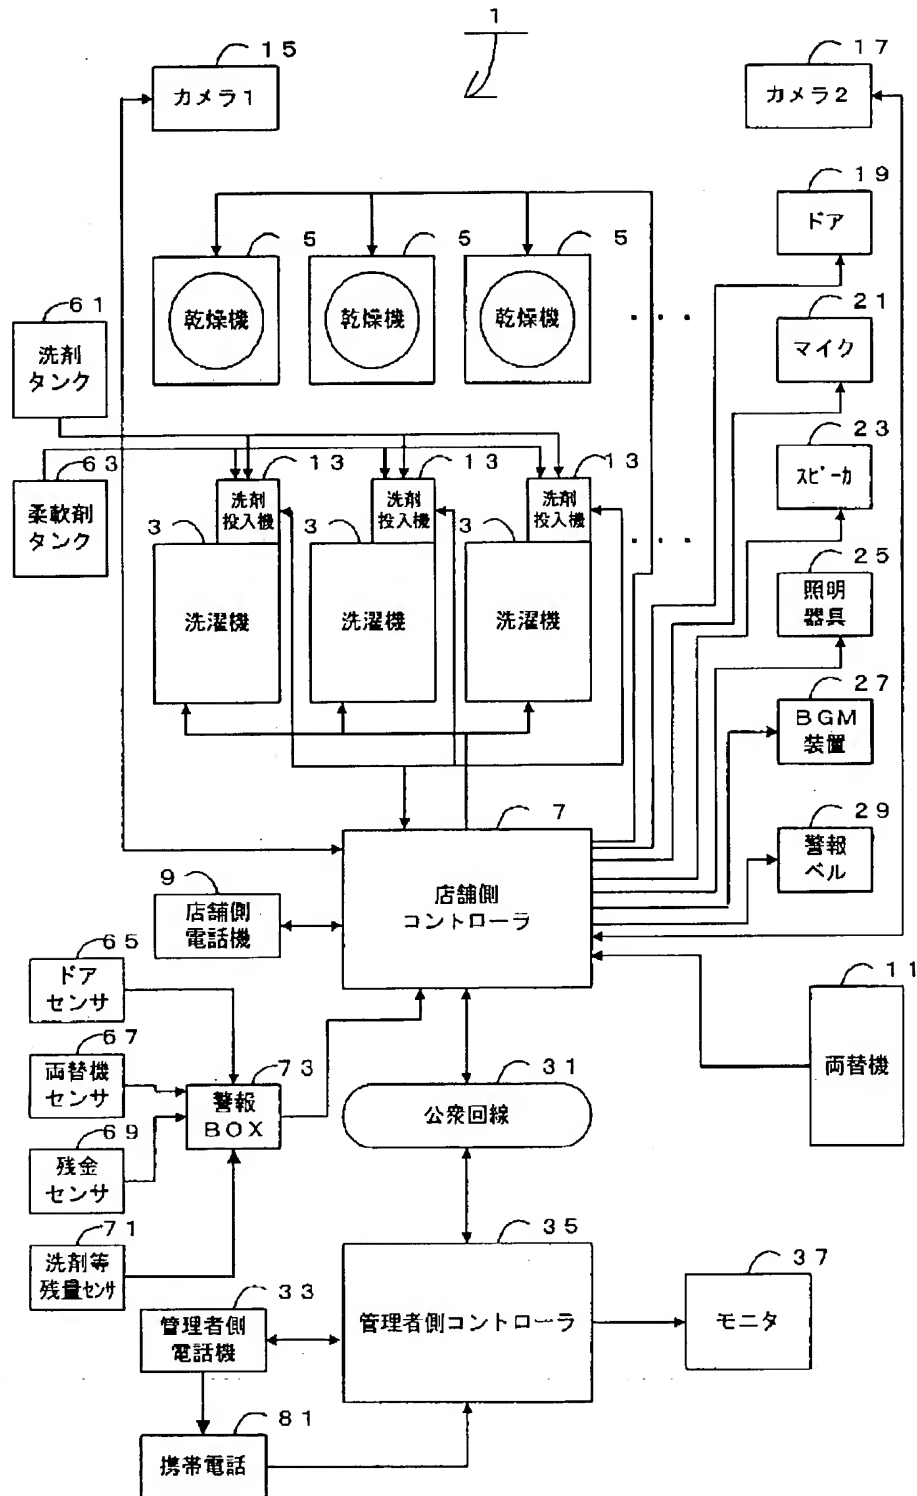 1
15
カメラ1
17
カメラ2
19
ドア
5
5
5
乾燥機
乾燥機
乾燥機
・・・
21
マイク
61
洗剤
タンク
23
スピーカ
63
柔軟剤
タンク
13
13
13
洗剤
投入機
洗剤
投入機
洗剤
投入機
3
3
3
・・・
洗濯機
洗濯機
洗濯機
25
照明
器具
27
BGM
装置
29
警報
ベル
7
店舗側
コントローラ
9
店舗側
電話機
11
両替機
65
ドア
センサ
67
両替機
センサ
69
残金
センサ
71
洗剤等
残量センサ
73
警報
BOX
31
公衆回線
35
管理者側コントローラ
37
モニタ
33
管理者側
電話機
81
携帯電話